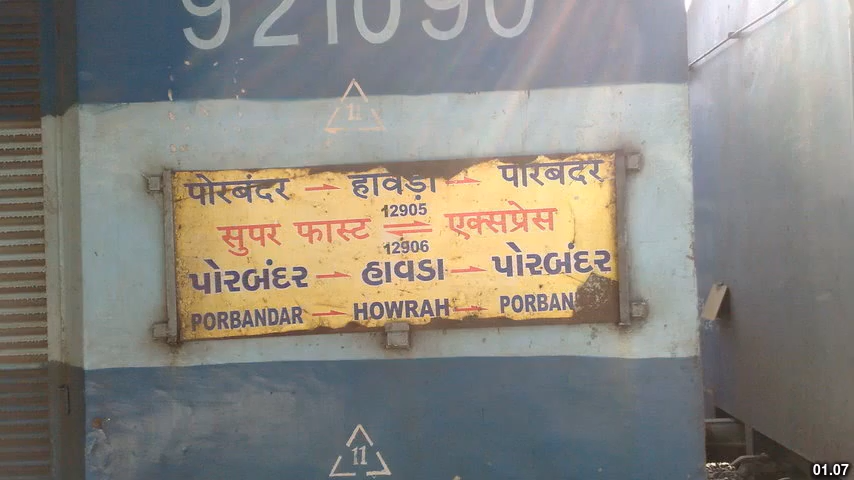 921090
11
पोरबंदर → हावड़ा → पोरबंदर
12905
सुपर फास्ट ⇌ एक्सप्रेस
12906
પોરબંદર → હાવડા → પોરબંદર
PORBANDAR → HOWRAH → PORBAN
11
01.07